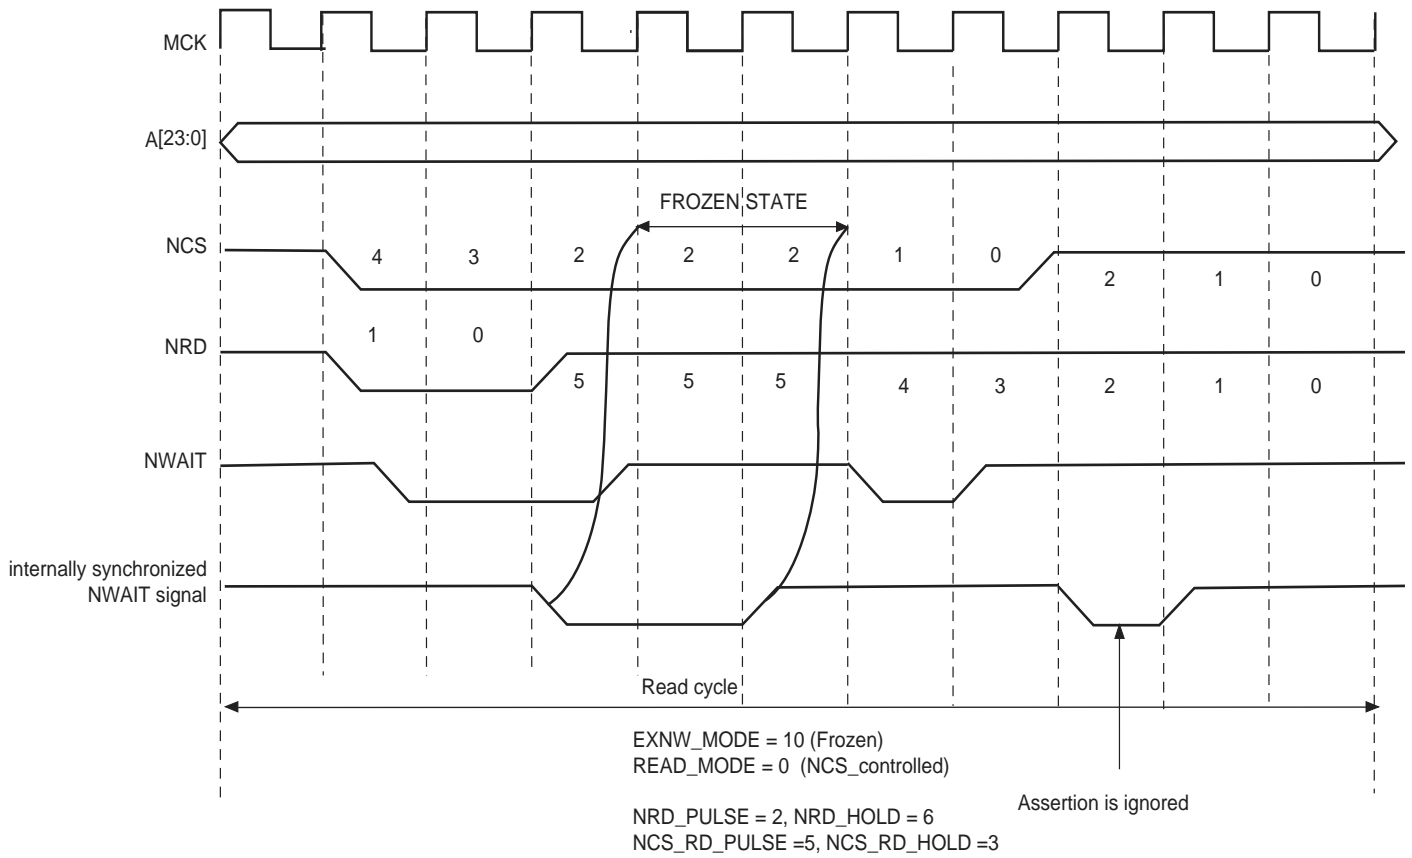 MCK
A[23:0]
FROZEN STATE
NCS
4 3 2 2 2 1 0
2 1 0
1 0
NRD
5 5 5 4 3 2 1 0
NWAIT
internally synchronized
NWAIT signal
Read cycle
EXNW_MODE = 10 (Frozen)
READ_MODE = 0 (NCS_controlled)
Assertion is ignored
NRD_PULSE = 2, NRD_HOLD = 6
NCS_RD_PULSE =5, NCS_RD_HOLD =3